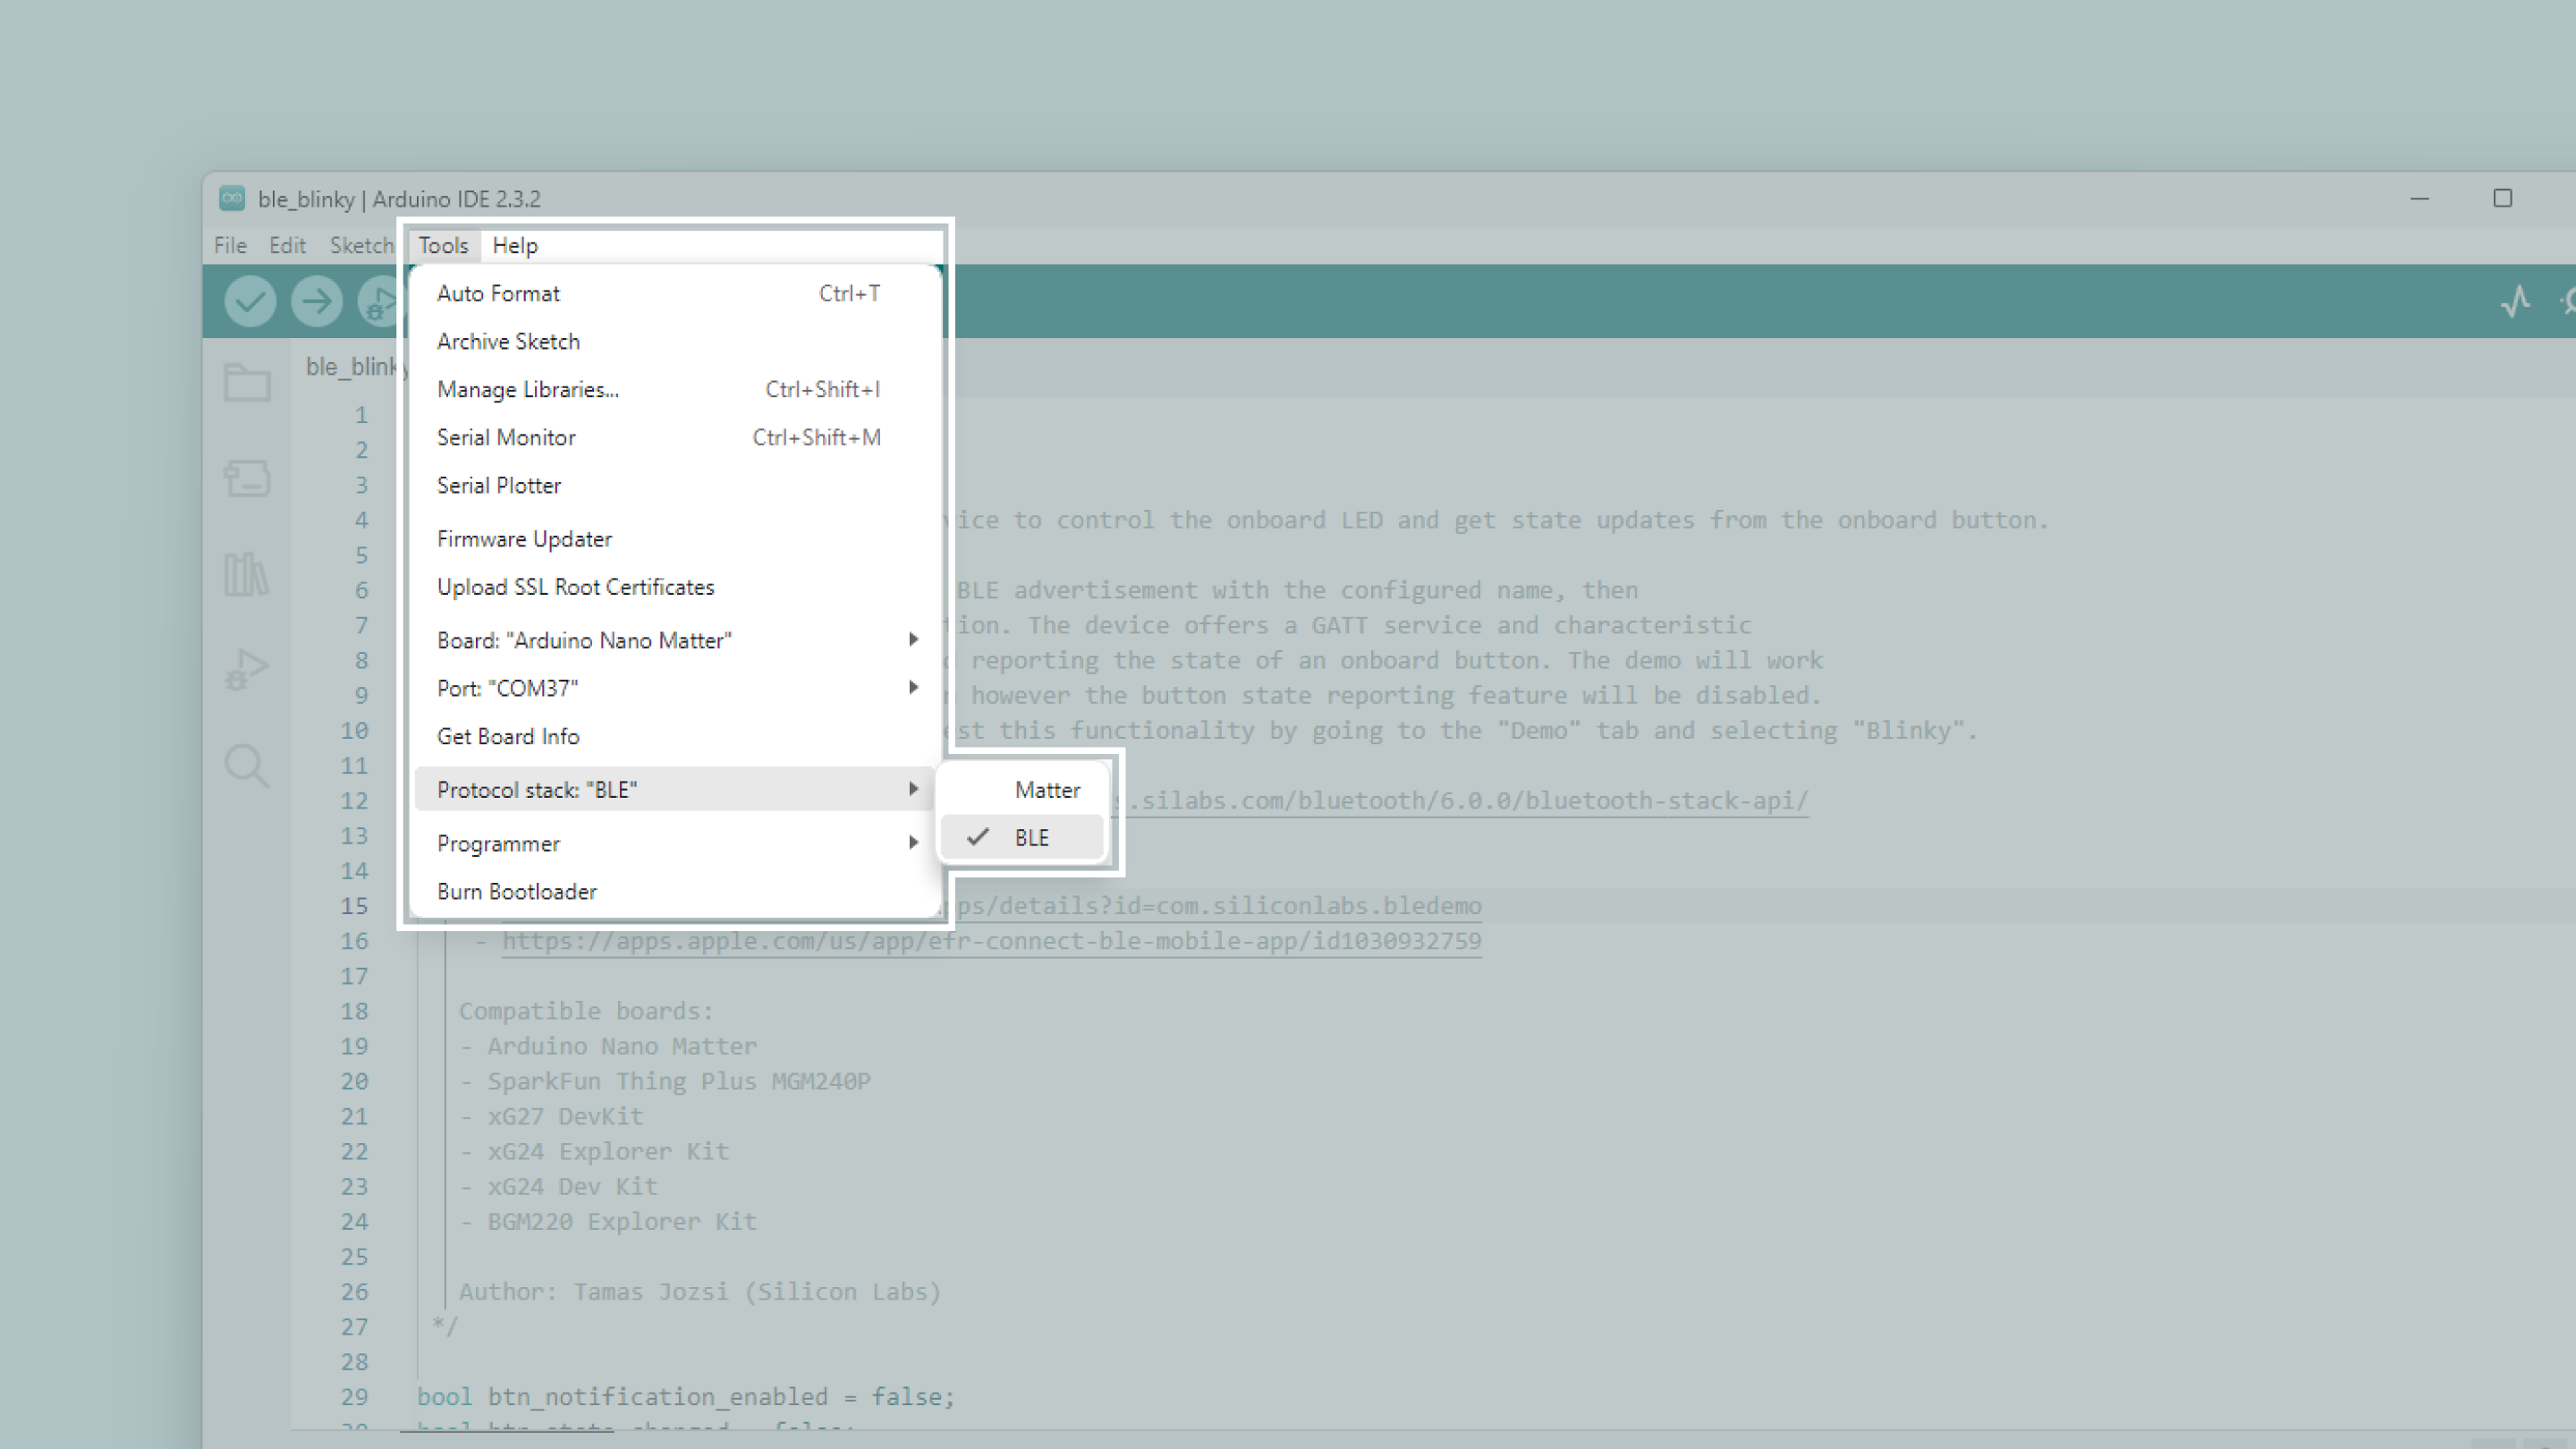 ble_blinky | Arduino IDE 2.3.2
File Edit Sketch Tools Help
Auto Format Ctrl+T
Archive Sketch
Manage Libraries... Ctrl+Shift+I
Serial Monitor Ctrl+Shift+M
Serial Plotter
Firmware Updater
Upload SSL Root Certificates
Board: "Arduino Nano Matter"
Port: "COM37"
Get Board Info
Protocol stack: "BLE"
Programmer
Burn Bootloader
Matter
BLE
ble_blinky
1
2
3
4 vice to control the onboard LED and get state updates from the onboard button.
5
6 BLE advertisement with the configured name, then
7 tion. The device offers a GATT service and characteristic
8 reporting the state of an onboard button. The demo will work
9 however the button state reporting feature will be disabled.
10 est this functionality by going to the "Demo" tab and selecting "Blinky".
11
12 s.silabs.com/bluetooth/6.0.0/bluetooth-stack-api/
13
14
15 apps/details?id=com.siliconlabs.bledemo
16 - https://apps.apple.com/us/app/efr-connect-ble-mobile-app/id1030932759
17
18 Compatible boards:
19 - Arduino Nano Matter
20 - SparkFun Thing Plus MGM240P
21 - xG27 DevKit
22 - xG24 Explorer Kit
23 - xG24 Dev Kit
24 - BGM220 Explorer Kit
25
26 Author: Tamas Jozsi (Silicon Labs)
27 */
28
29 bool btn_notification_enabled = false;
30 bool btn_state_changed = false;